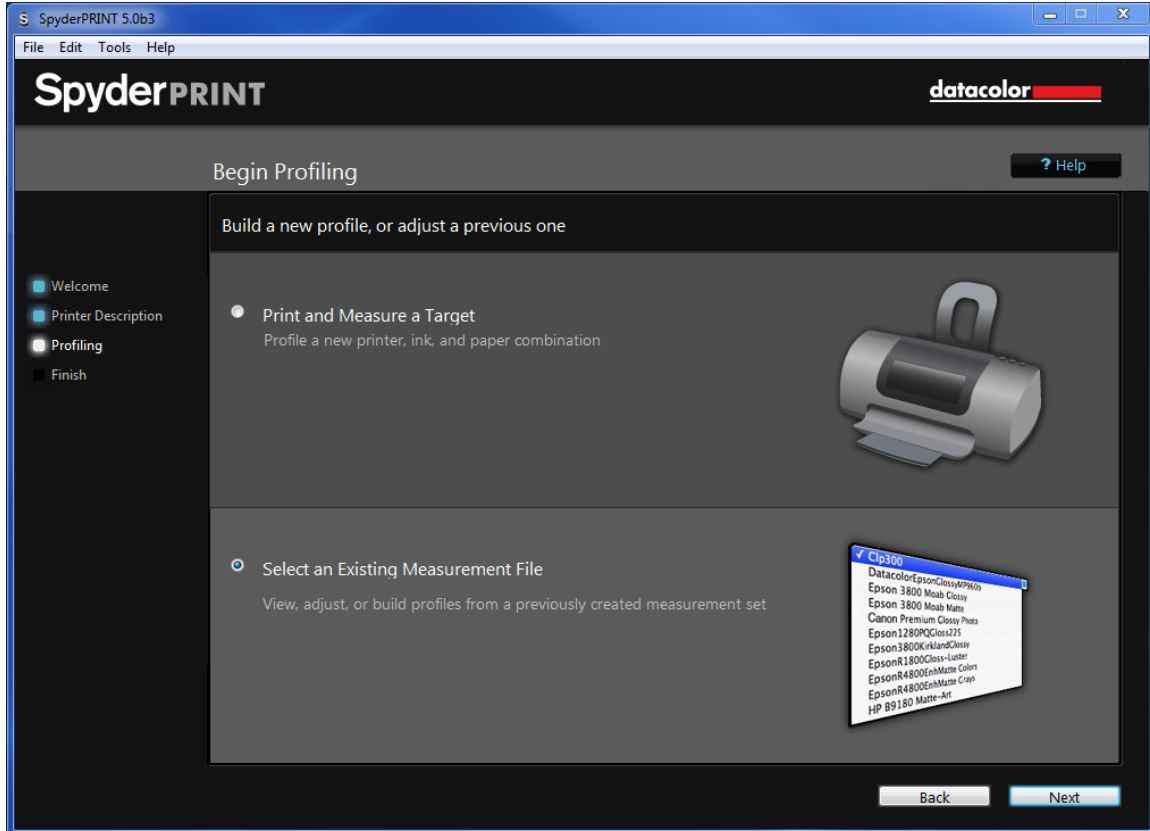 SpyderPRINT 5.0b3
File Edit Tools Help
SpyderPRINT
datacolor
Begin Profiling
? Help
Build a new profile, or adjust a previous one
Welcome
Printer Description
Profiling
Finish
Print and Measure a Target
Profile a new printer, ink, and paper combination
Select an Existing Measurement File
View, adjust, or build profiles from a previously created measurement set
✓ Clp300
DatacolorEpsonGlossyMP960b
Epson 3800 Moab Glossy
Epson 3800 Moab Matte
Canon Premium Glossy Photo
Epson1280PQGloss225
Epson3800KirklandGlossy
EpsonR1800Gloss-Luster
EpsonR4800EnhMatte Colors
EpsonR4800EnhMatte Grays
HP B9180 Matte-Art
Back Next